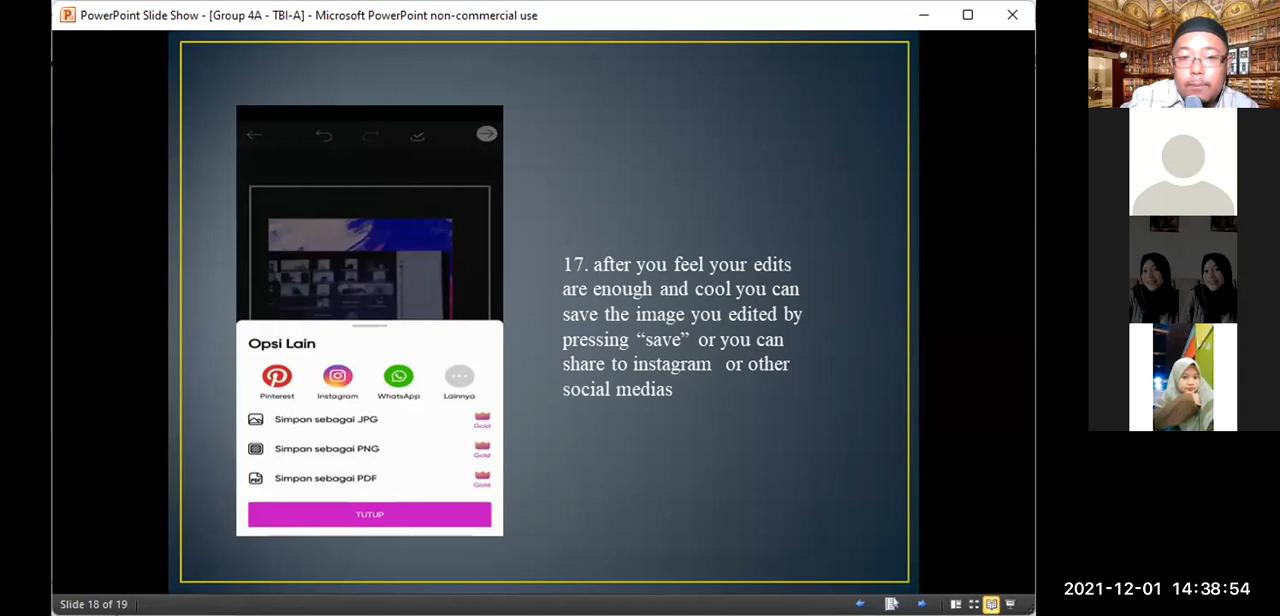 PowerPoint Slide Show - [Group 4A - TBI-A] - Microsoft PowerPoint non-commercial use
Opsi Lain
Pinterest Instagram WhatsApp Lainnya
Simpan sebagai JPG Gold
Simpan sebagai PNG Gold
Simpan sebagai PDF Gold
TUTUP
17. after you feel your edits
are enough and cool you can
save the image you edited by
pressing “save” or you can
share to instagram or other
social medias
Slide 18 of 19
2021-12-01 14:38:54